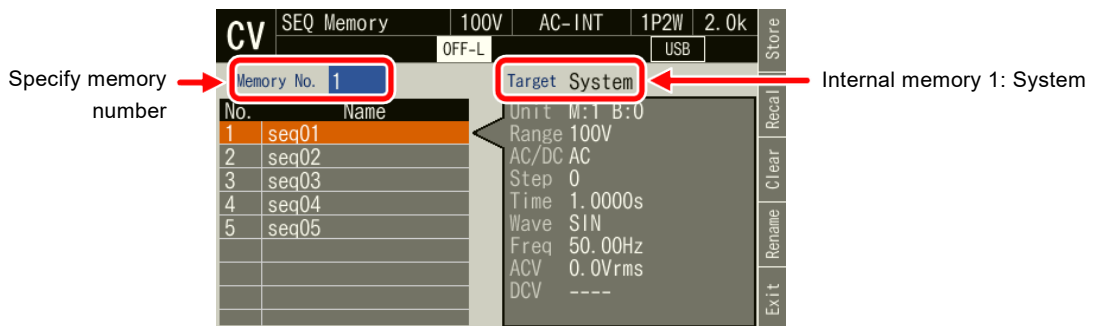 CV SEQ Memory 100V AC-INT 1P2W 2.0k
OFF-L USB
Specify memory
number
Memory No. 1
Target System
Internal memory 1: System
No. Name
1 seq01
2 seq02
3 seq03
4 seq04
5 seq05
Unit M:1 B:0
Range 100V
AC/DC AC
Step 0
Time 1.0000s
Wave SIN
Freq 50.00Hz
ACV 0.0Vrms
DCV ----
Store
Recal
Clear
Rename
Exit